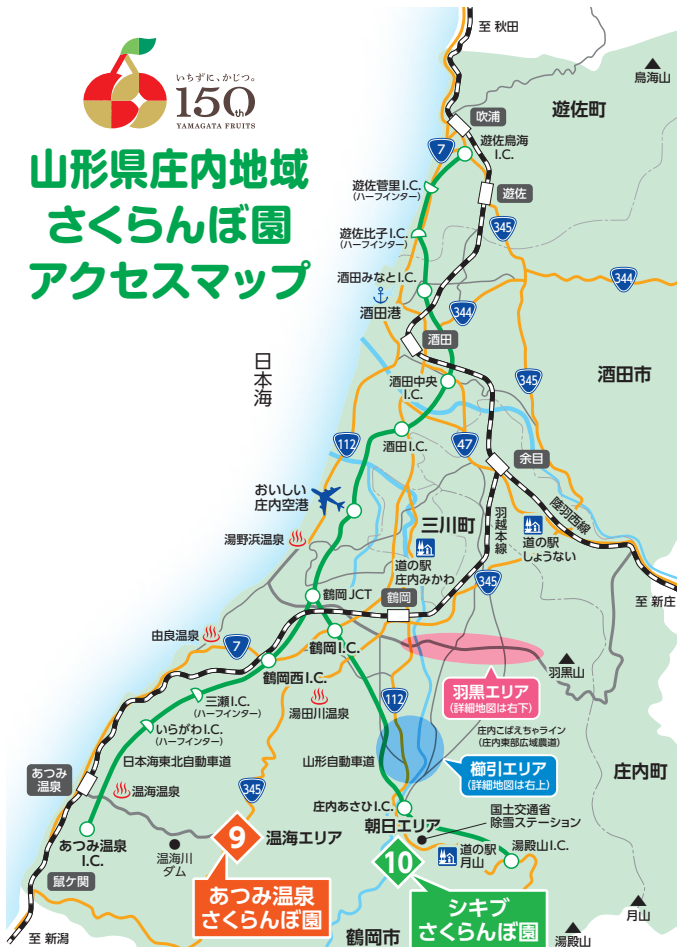 至 秋田
鳥海山
いちずに、かじつ。
150th
YAMAGATA FRUITS
遊佐町
吹浦
7
遊佐鳥海
I.C.
山形県庄内地域
さくらんぼ園
アクセスマップ
遊佐菅里I.C.
(ハーフインター)
遊佐
345
遊佐比子I.C.
(ハーフインター)
酒田みなとI.C.
344
酒田港
344
酒田
日本海
酒田市
酒田中央
I.C.
345
112
酒田I.C.
47
余目
おいしい
庄内空港
陸羽西線
羽越本線
三川町
道の駅
しょうない
湯野浜温泉
道の駅
庄内みかわ
345
鶴岡JCT
鶴岡
至 新庄
由良温泉
7
鶴岡I.C.
鶴岡西I.C.
羽黒山
羽黒エリア
(詳細地図は右下)
三瀬I.C.
(ハーフインター)
湯田川温泉
112
いらがわI.C.
(ハーフインター)
庄内こばえちゃライン
(庄内東部広域農道)
日本海東北自動車道
山形自動車道
櫛引エリア
(詳細地図は右上)
庄内町
あつみ
温泉
温海温泉
345
庄内あさひI.C.
国土交通省
除雪ステーション
あつみ温泉
I.C.
9
温海エリア
朝日エリア
温海川
ダム
10
道の駅
月山
湯殿山I.C.
鼠ケ関
あつみ温泉
さくらんぼ園
シキブ
さくらんぼ園
月山
至 新潟
鶴岡市
湯殿山